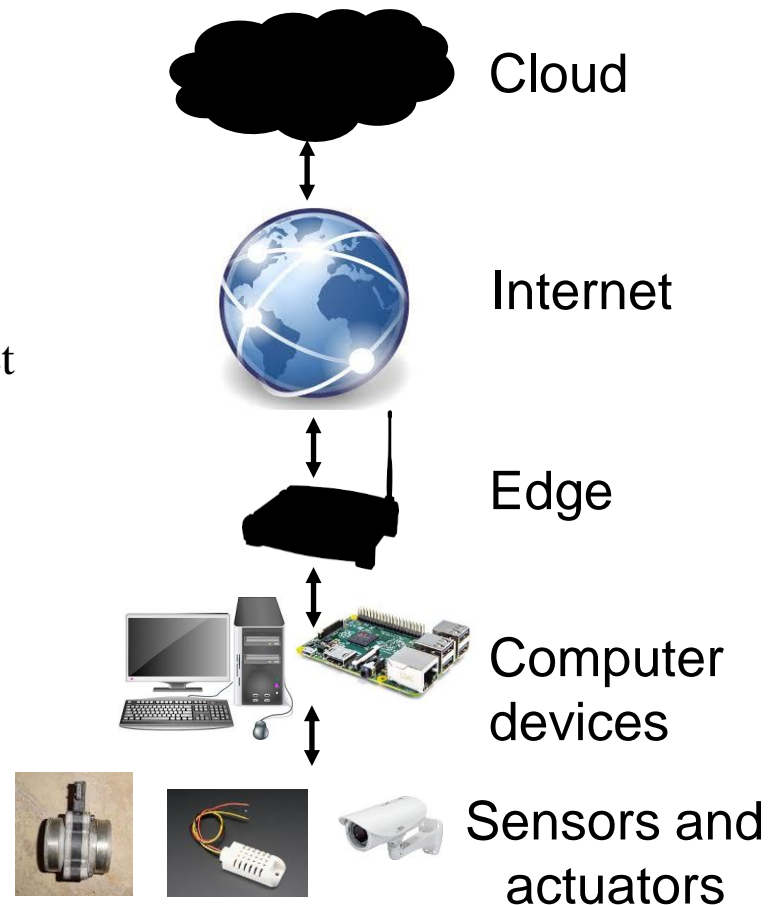 Cloud
Internet
t
Edge
Computer
devices
Sensors and
actuators